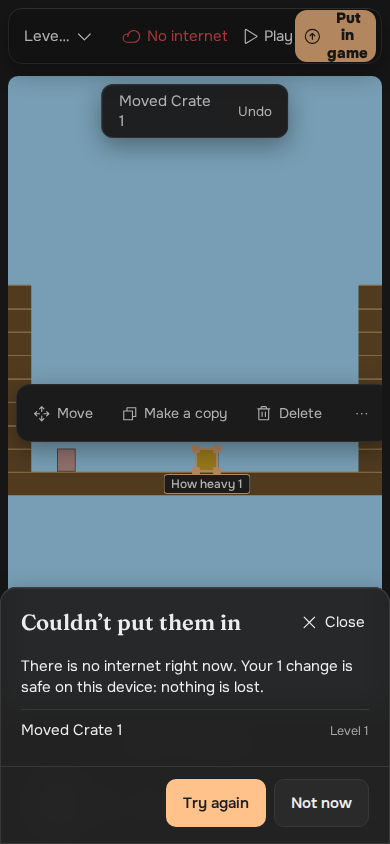 Leve...
No internet
Play
Put
in
game
Moved Crate
1
Undo
Move
Make a copy
Delete
...
How heavy 1
Couldn’t put them in
Close
There is no internet right now. Your 1 change is
safe on this device: nothing is lost.
Moved Crate 1
Level 1
Try again
Not now